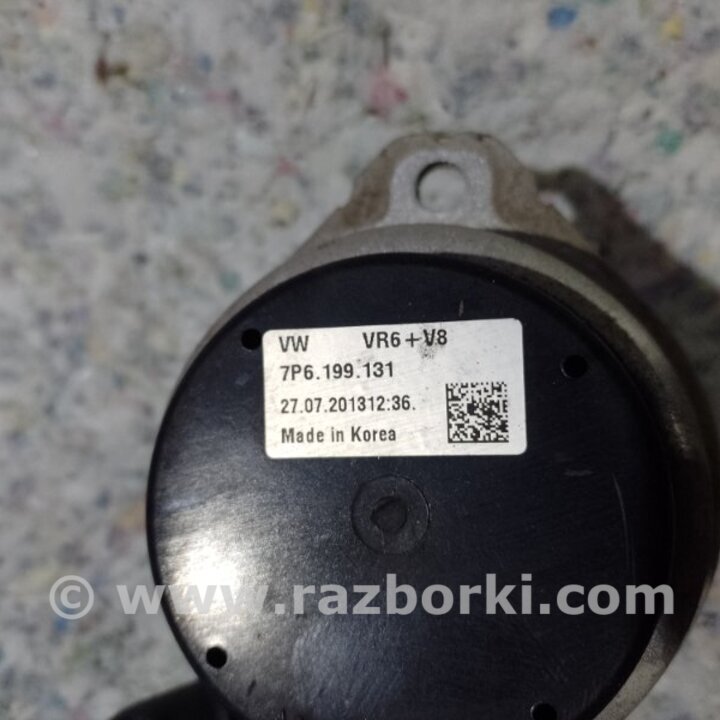 VW VR6+V8
7P6.199.131
27.07.201312:36.
Made in Korea
© www.razborki.com